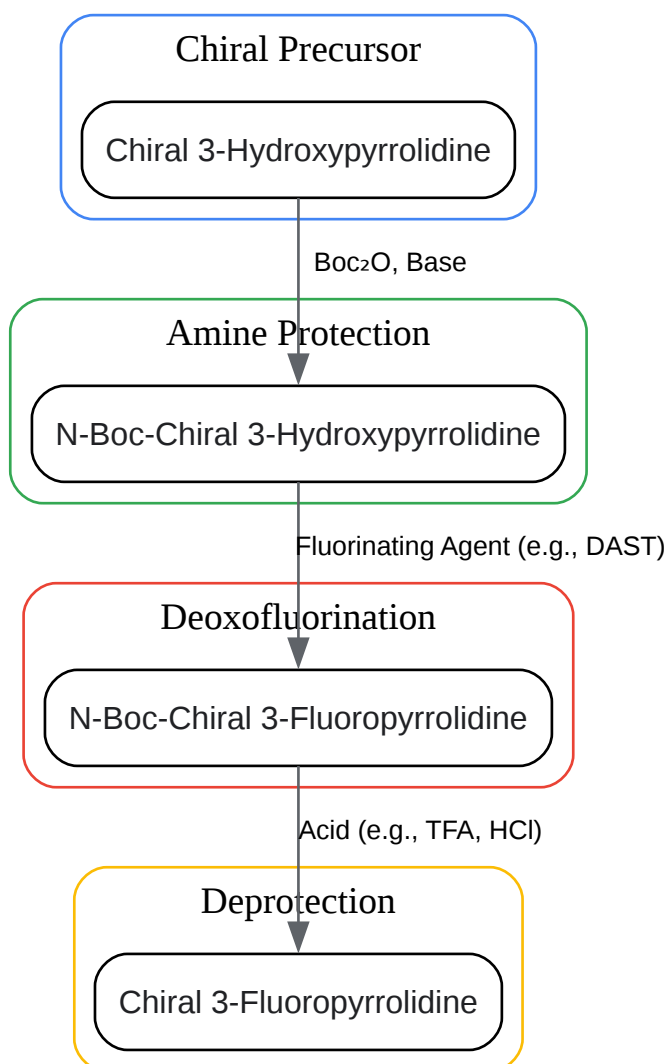 Chiral Precursor
Chiral 3-Hydroxypyrrolidine
Boc₂O, Base
Amine Protection
N-Boc-Chiral 3-Hydroxypyrrolidine
Fluorinating Agent (e.g., DAST)
Deoxofluorination
N-Boc-Chiral 3-Fluoropyrrolidine
Acid (e.g., TFA, HCl)
Deprotection
Chiral 3-Fluoropyrrolidine